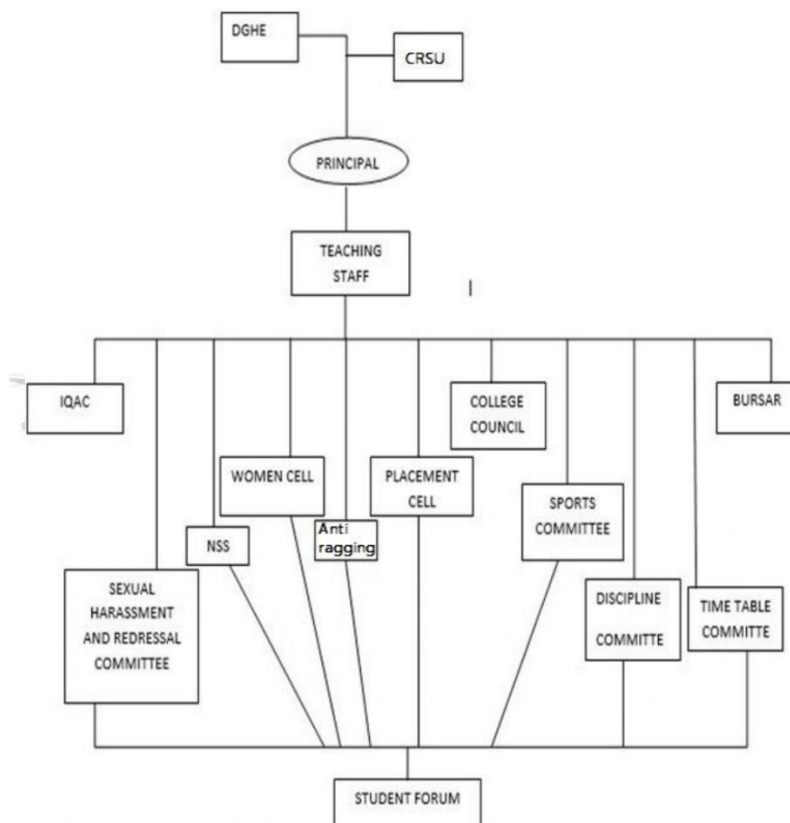 DGHE
CRSU
PRINCIPAL
TEACHING
STAFF
IQAC
COLLEGE
COUNCIL
BURSAR
WOMEN CELL
PLACEMENT
CELL
SPORTS
COMMITTEE
NSS
Anti
ragging
SEXUAL
HARASSMENT
AND REDRESSAL
COMMITTEE
DISCIPLINE
COMMITTE
TIME TABLE
COMMITTE
STUDENT FORUM